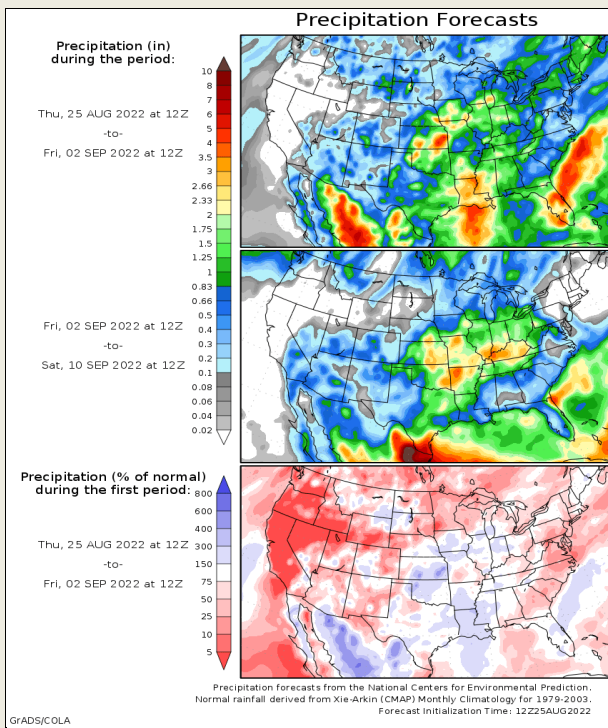 Precipitation Forecasts
Precipitation (in)
during the period:
Thu, 25 AUG 2022 at 12Z
-to-
Fri, 02 SEP 2022 at 12Z
10
8
7
6
5
4
3.5
3
2.66
2.33
2
1.75
1.5
1.25
1
0.83
0.66
0.5
0.4
0.3
0.2
0.1
0.08
0.06
0.04
0.02
Fri, 02 SEP 2022 at 12Z
-to-
Sat, 10 SEP 2022 at 12Z
Precipitation (% of normal)
during the first period:
Thu, 25 AUG 2022 at 12Z
-to-
Fri, 02 SEP 2022 at 12Z
800
600
400
300
150
75
50
25
10
5
Precipitation forecasts from the National Centers for Environmental Prediction.
Normal rainfall derived from Xie-Arkin (CMAP) Monthly Climatology for 1979-2003.
Forecast Initialization Time: 12Z25AUG2022
GrADS/COLA